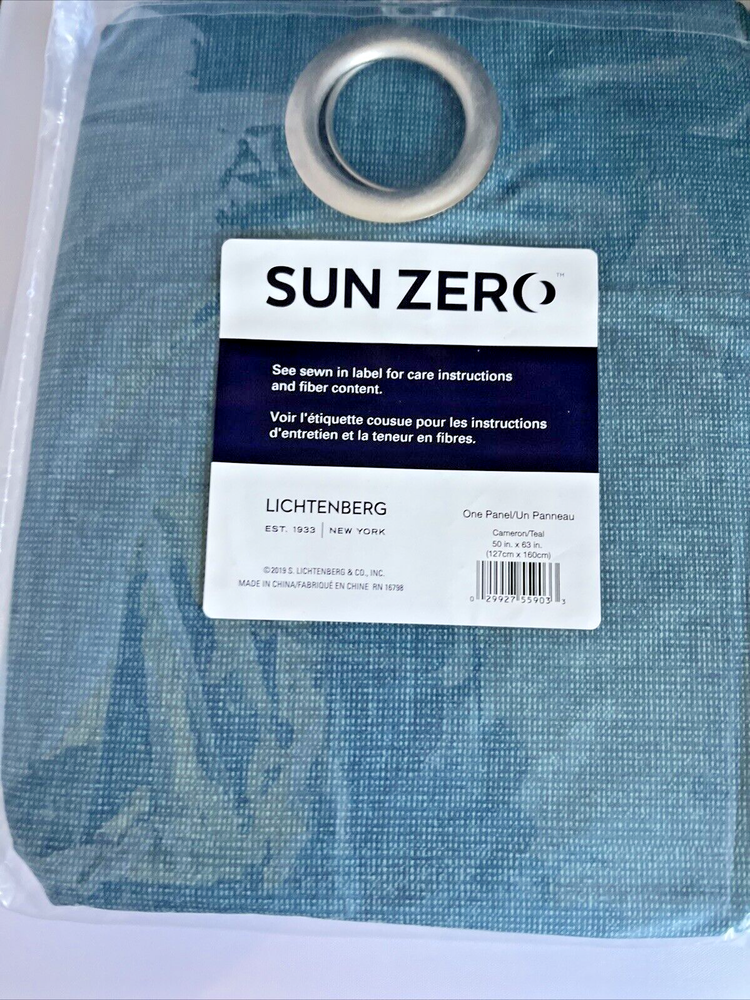 SUN ZERO™
See sewn in label for care instructions
and fiber content.
Voir l'étiquette cousue pour les instructions
d'entretien et la teneur en fibres.
LICHTENBERG
EST. 1933 | NEW YORK
©2019 S. LICHTENBERG & CO., INC.
MADE IN CHINA/FABRIQUÉ EN CHINE RN 16798
One Panel/Un Panneau
Cameron/Teal
50 in. x 63 in.
(127cm x 160cm)
0 29927 55903 3